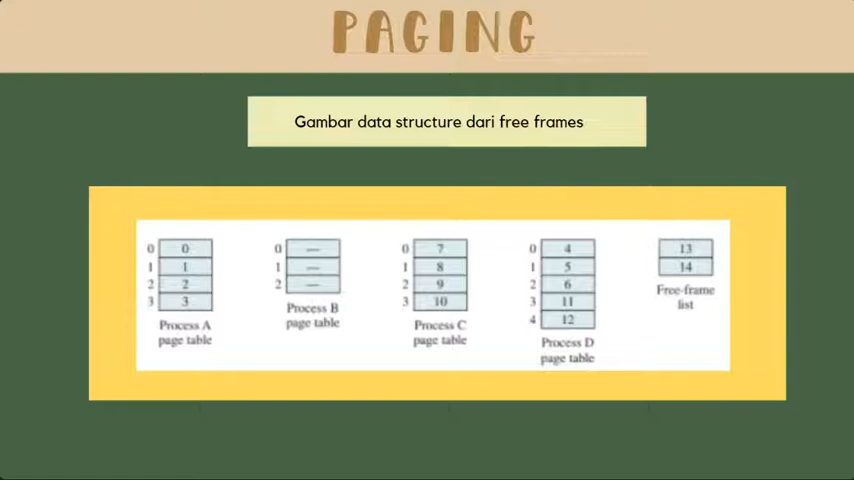 PAGING
Gambar data structure dari free frames
0 0
1 1
2 2
3 3
Process A
page table
0 —
1 —
2 —
Process B
page table
0 7
1 8
2 9
3 10
Process C
page table
0 4
1 5
2 6
3 11
4 12
Process D
page table
13
14
Free-frame
list